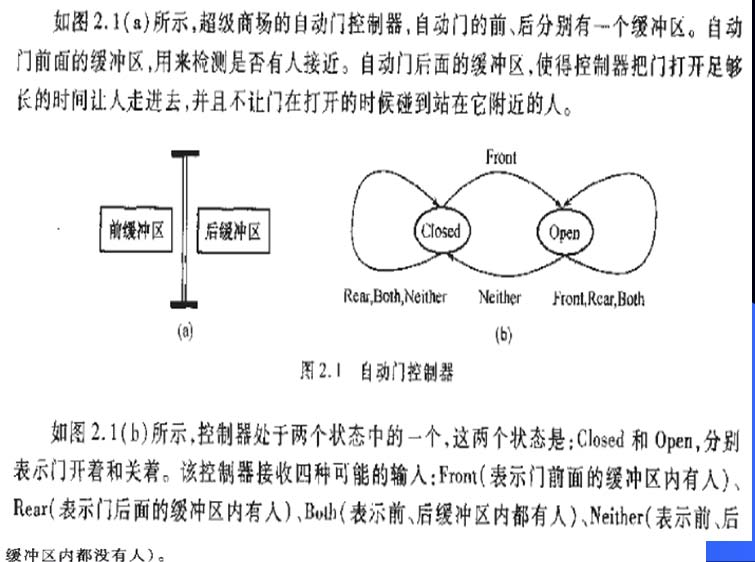 如图2.1(a)所示,超级商场的自动门控制器,自动门的前、后分别有一个缓冲区。自动
门前面的缓冲区,用来检测是否有人接近。自动门后面的缓冲区,使得控制器把门打开足够
长的时间让人走进去,并且不让门在打开的时候碰到站在它附近的人。
Front
前缓冲区
后缓冲区
Closed
Open
Rear,Both,Neither
Neither
Front,Rear,Both
(a)
(b)
图2.1 自动门控制器
如图2.1(b)所示,控制器处于两个状态中的一个,这两个状态是:Closed 和 Open,分别
表示门开着和关着。该控制器接收四种可能的输入:Front(表示门前面的缓冲区内有人)、
Rear(表示门后面的缓冲区内有人)、Both(表示前、后缓冲区内都有人)、Neither(表示前、后
缓冲区内都没有人)。